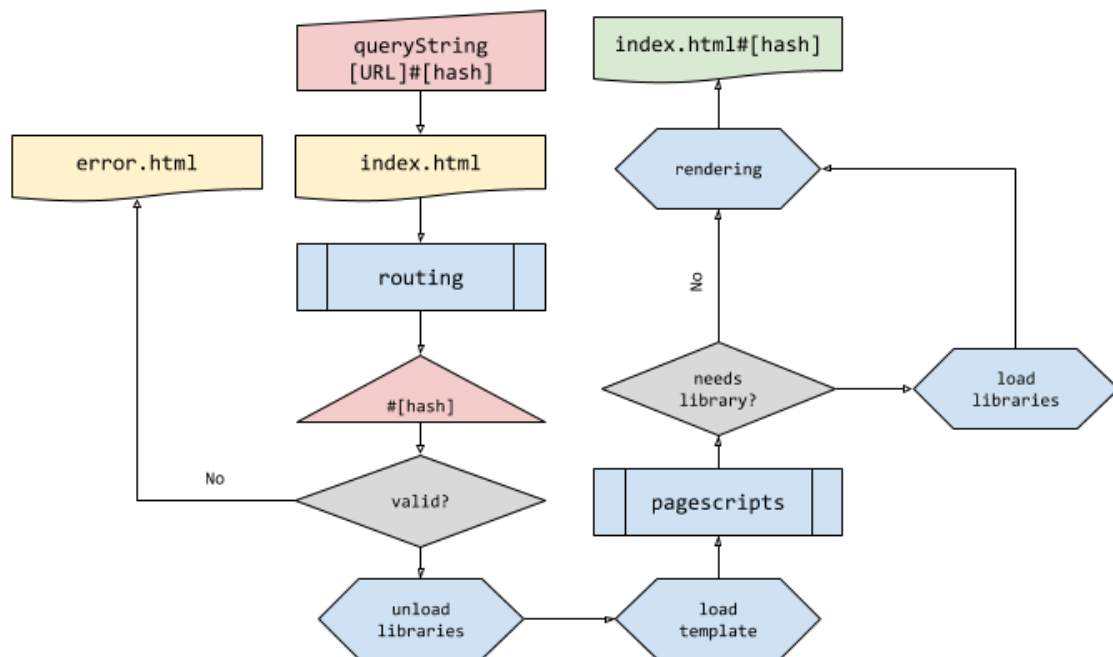 queryString
[URL]#[hash]
index.html#[hash]
error.html
index.html
rendering
routing
No
needs
library?
load
libraries
#[hash]
No
valid?
pagescripts
unload
libraries
load
template